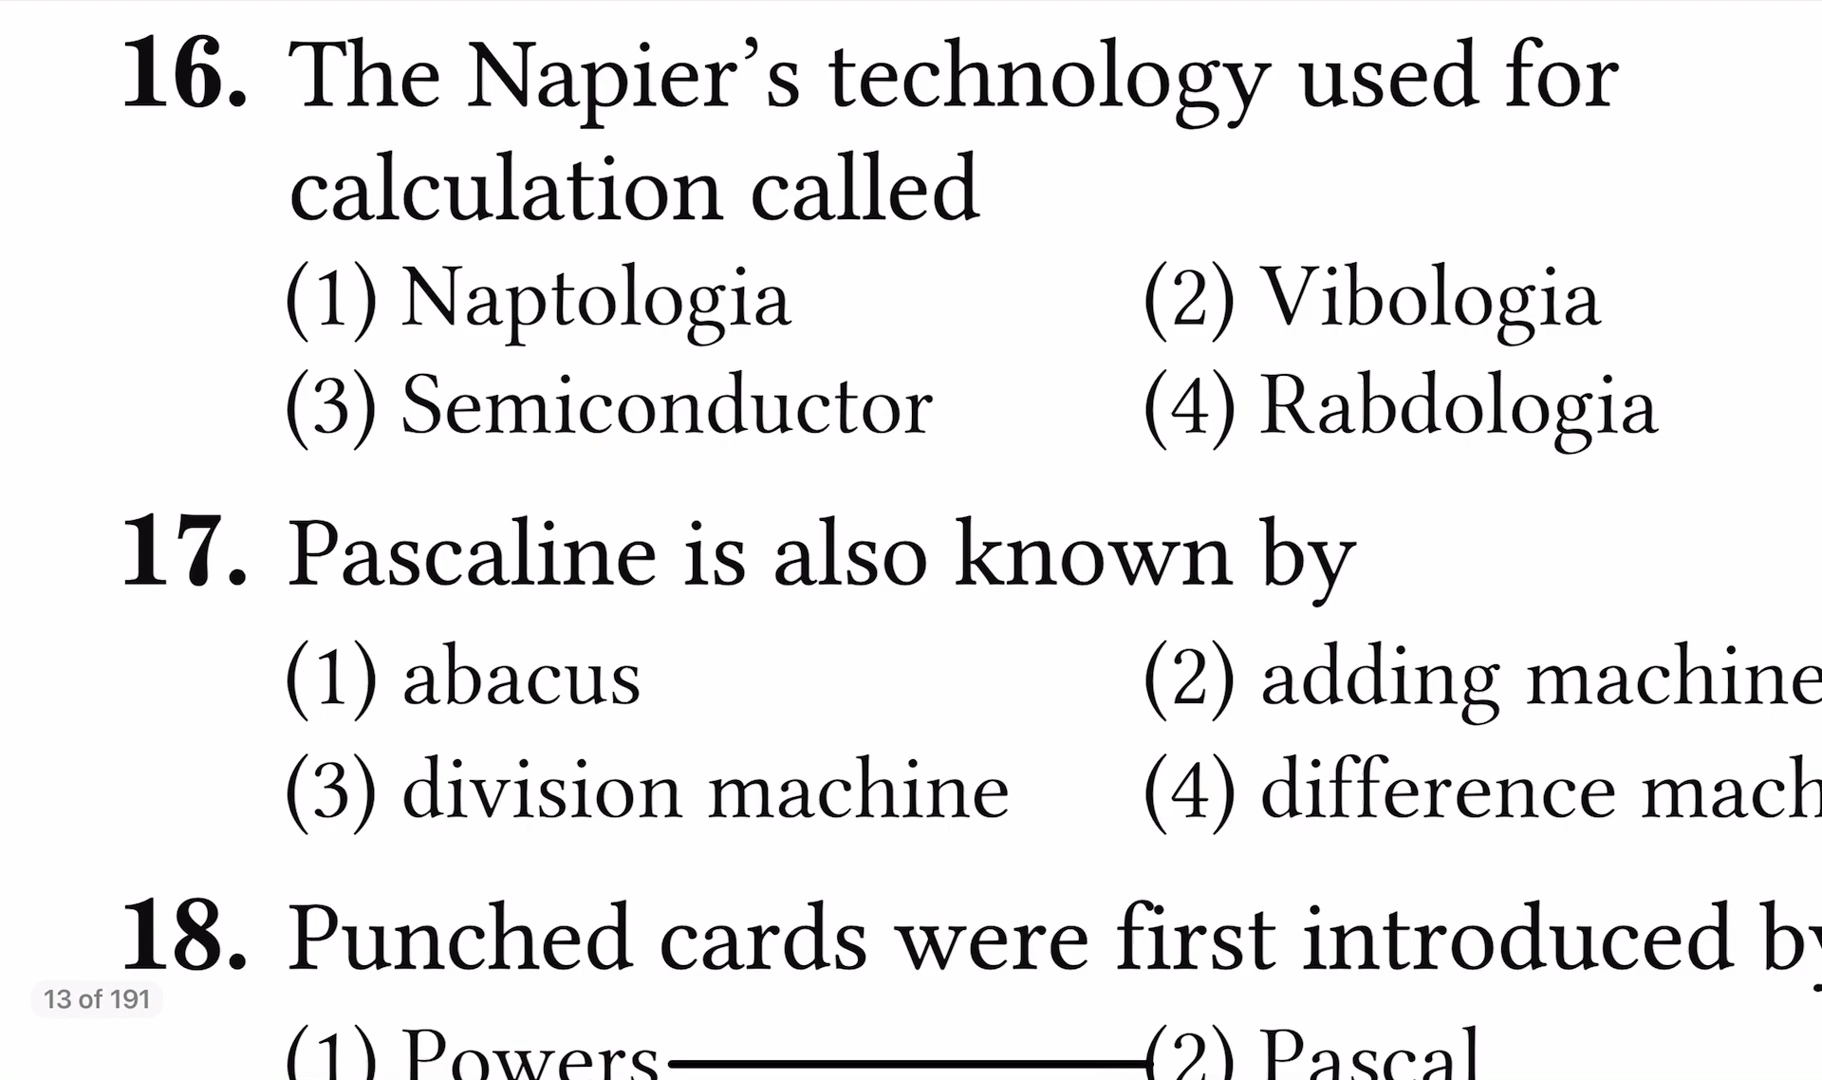 16. The Napier’s technology used for
calculation called
(1) Naptologia (2) Vibologia
(3) Semiconductor (4) Rabdologia
17. Pascaline is also known by
(1) abacus (2) adding machine
(3) division machine (4) difference mach
18. Punched cards were first introduced by
13 of 191
(1) Powers (2) Pascal